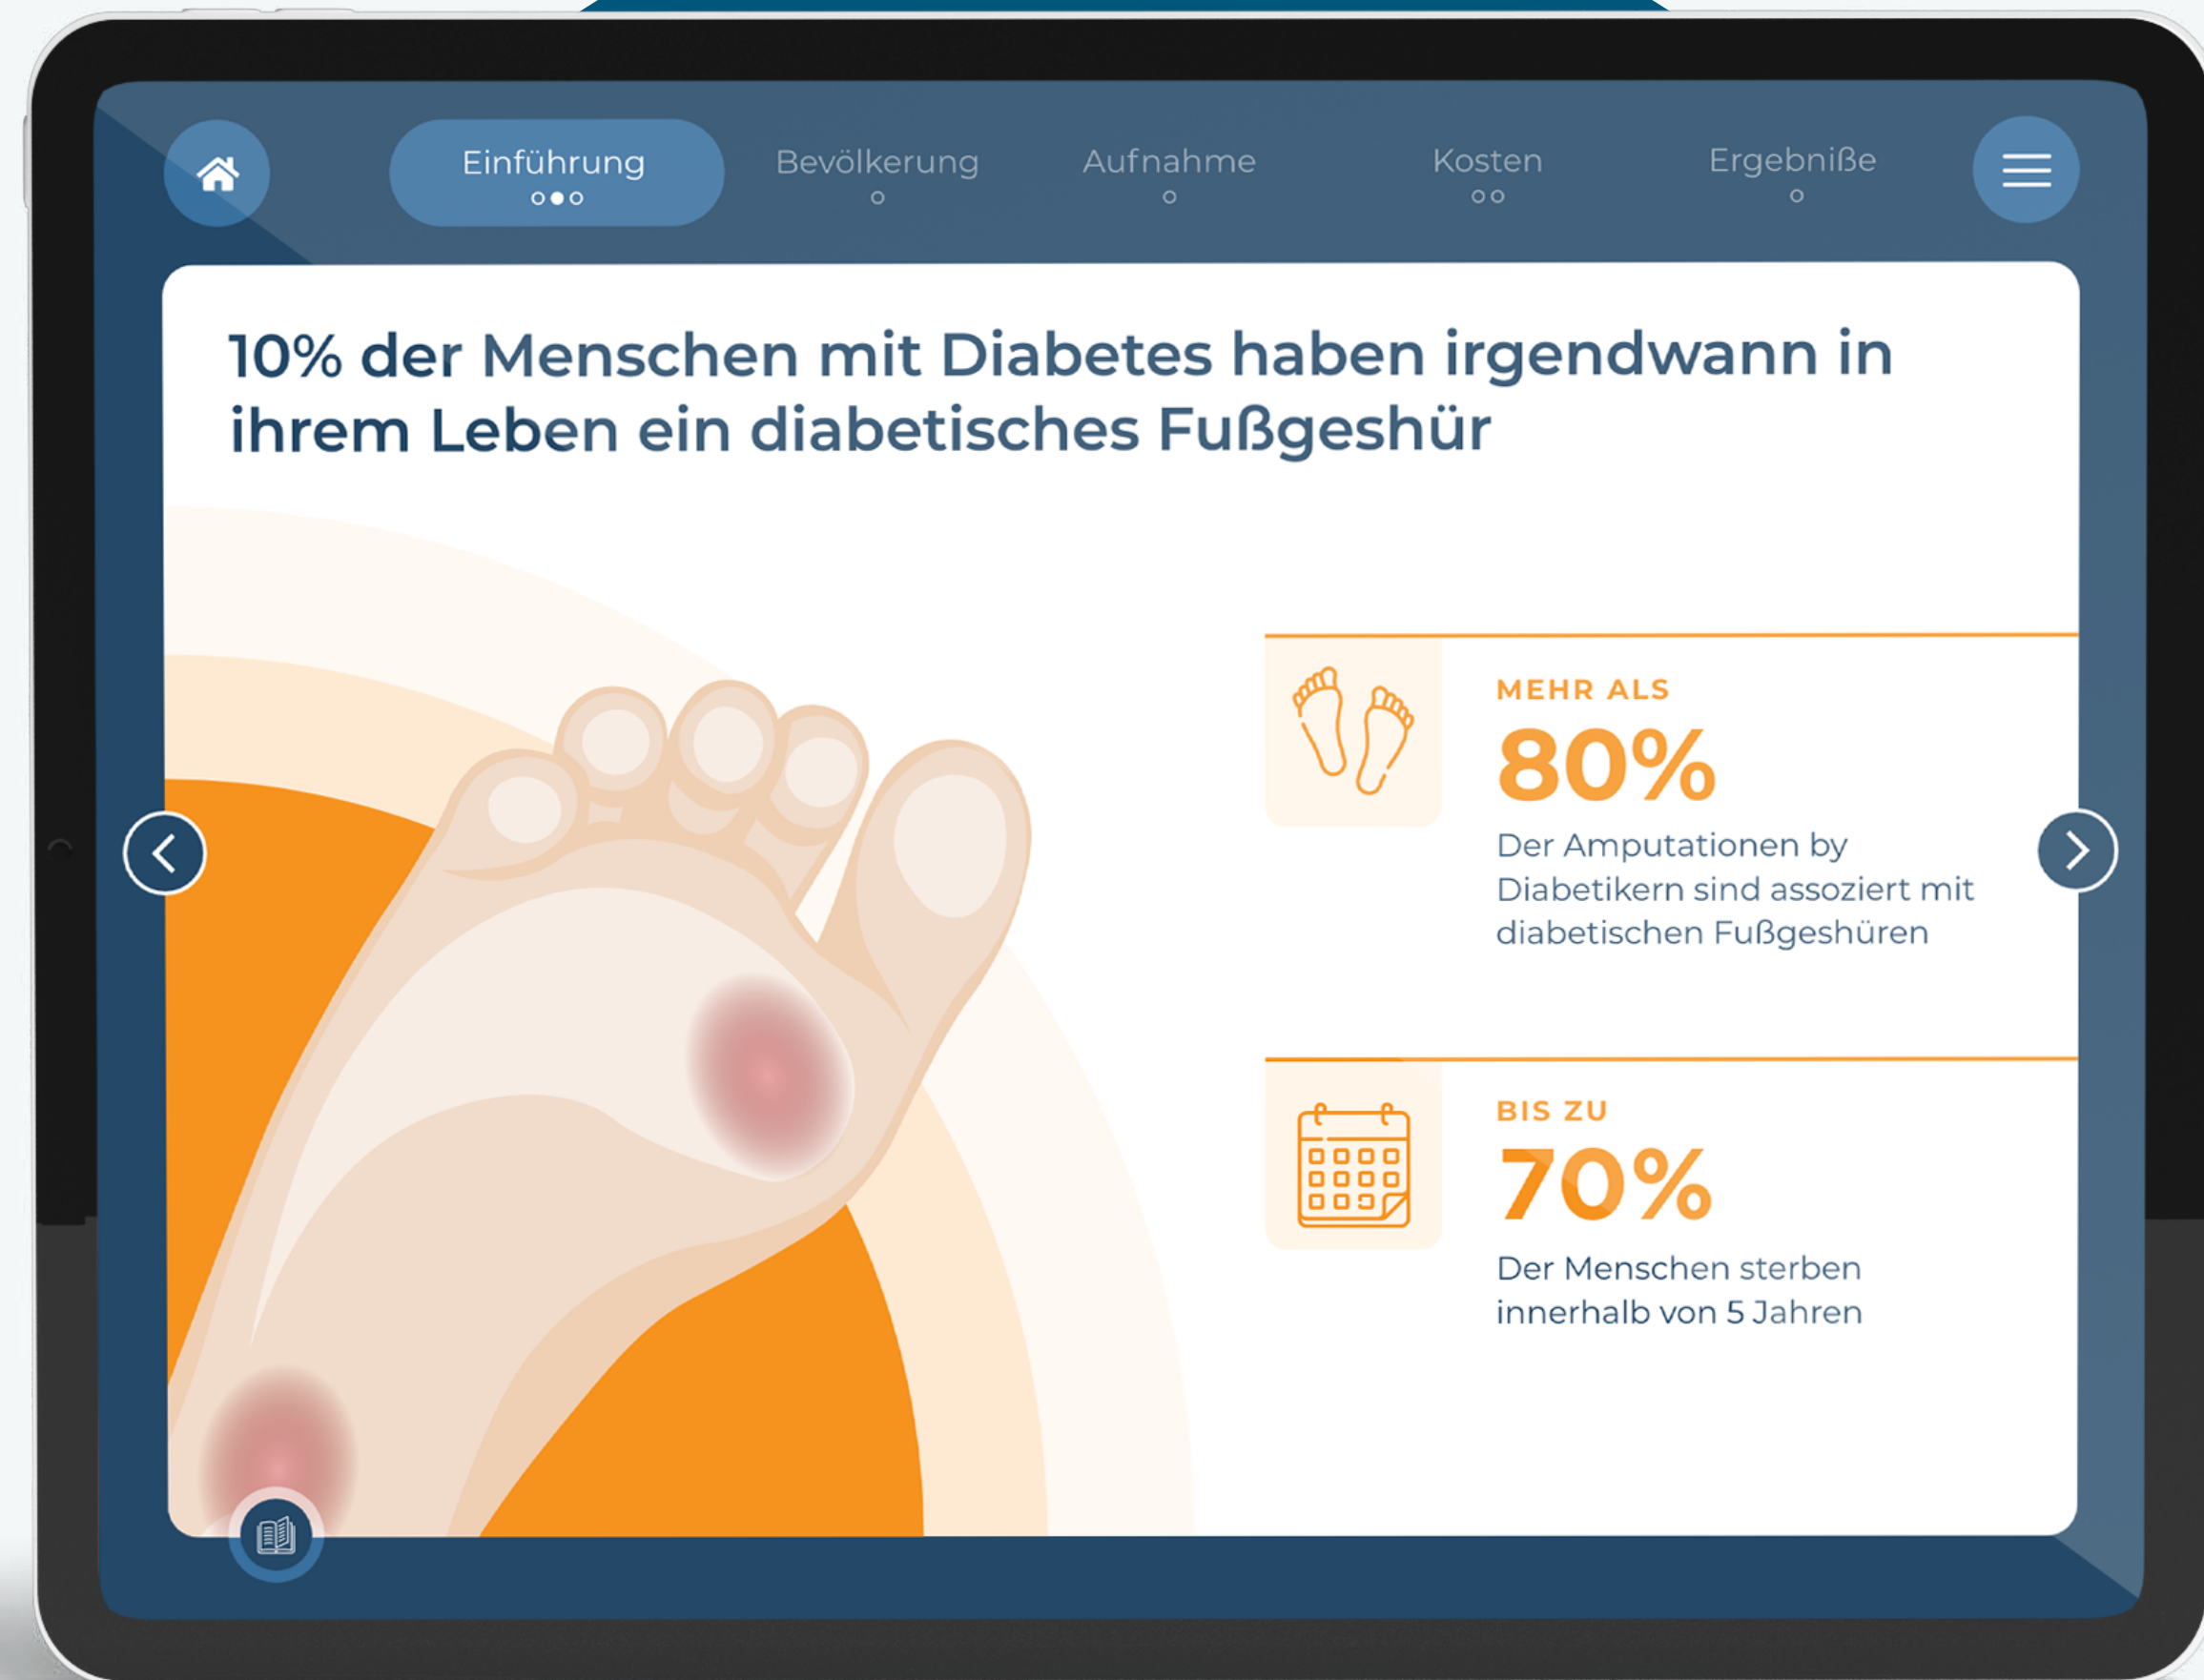 Einführung
Bevölkerung
Aufnahme
Kosten
Ergebniße
10% der Menschen mit Diabetes haben irgendwann in
ihrem Leben ein diabetisches Fußgeshür
MEHR ALS
80%
Der Amputationen by
Diabetikern sind assoziert mit
diabetischen Fußgeshüren
BIS ZU
70%
Der Menschen sterben
innerhalb von 5 Jahren